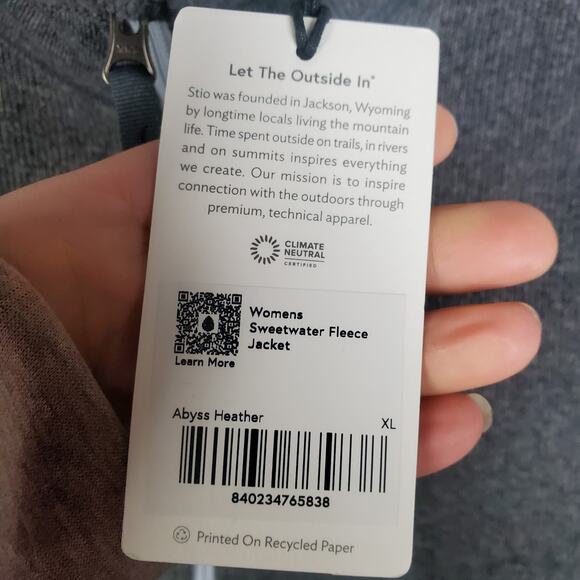 Let The Outside In®
Stio was founded in Jackson, Wyoming
by longtime locals living the mountain
life. Time spent outside on trails, in rivers
and on summits inspires everything
we create. Our mission is to inspire
connection with the outdoors through
premium, technical apparel.
CLIMATE
NEUTRAL
CERTIFIED
Womens
Sweetwater Fleece
Jacket
Learn More
Abyss Heather XL
840234765838
Printed On Recycled Paper